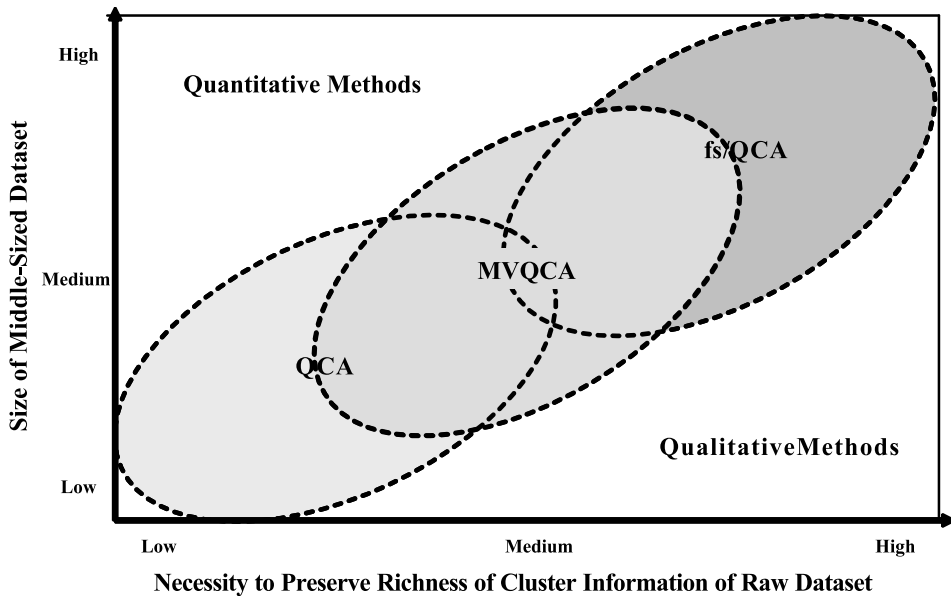 High
Quantitative Methods
fs/QCA
Size of Middle-Sized Dataset
MVQCA
Medium
QCA
QualitativeMethods
Low
Low Medium High
Necessity to Preserve Richness of Cluster Information of Raw Dataset